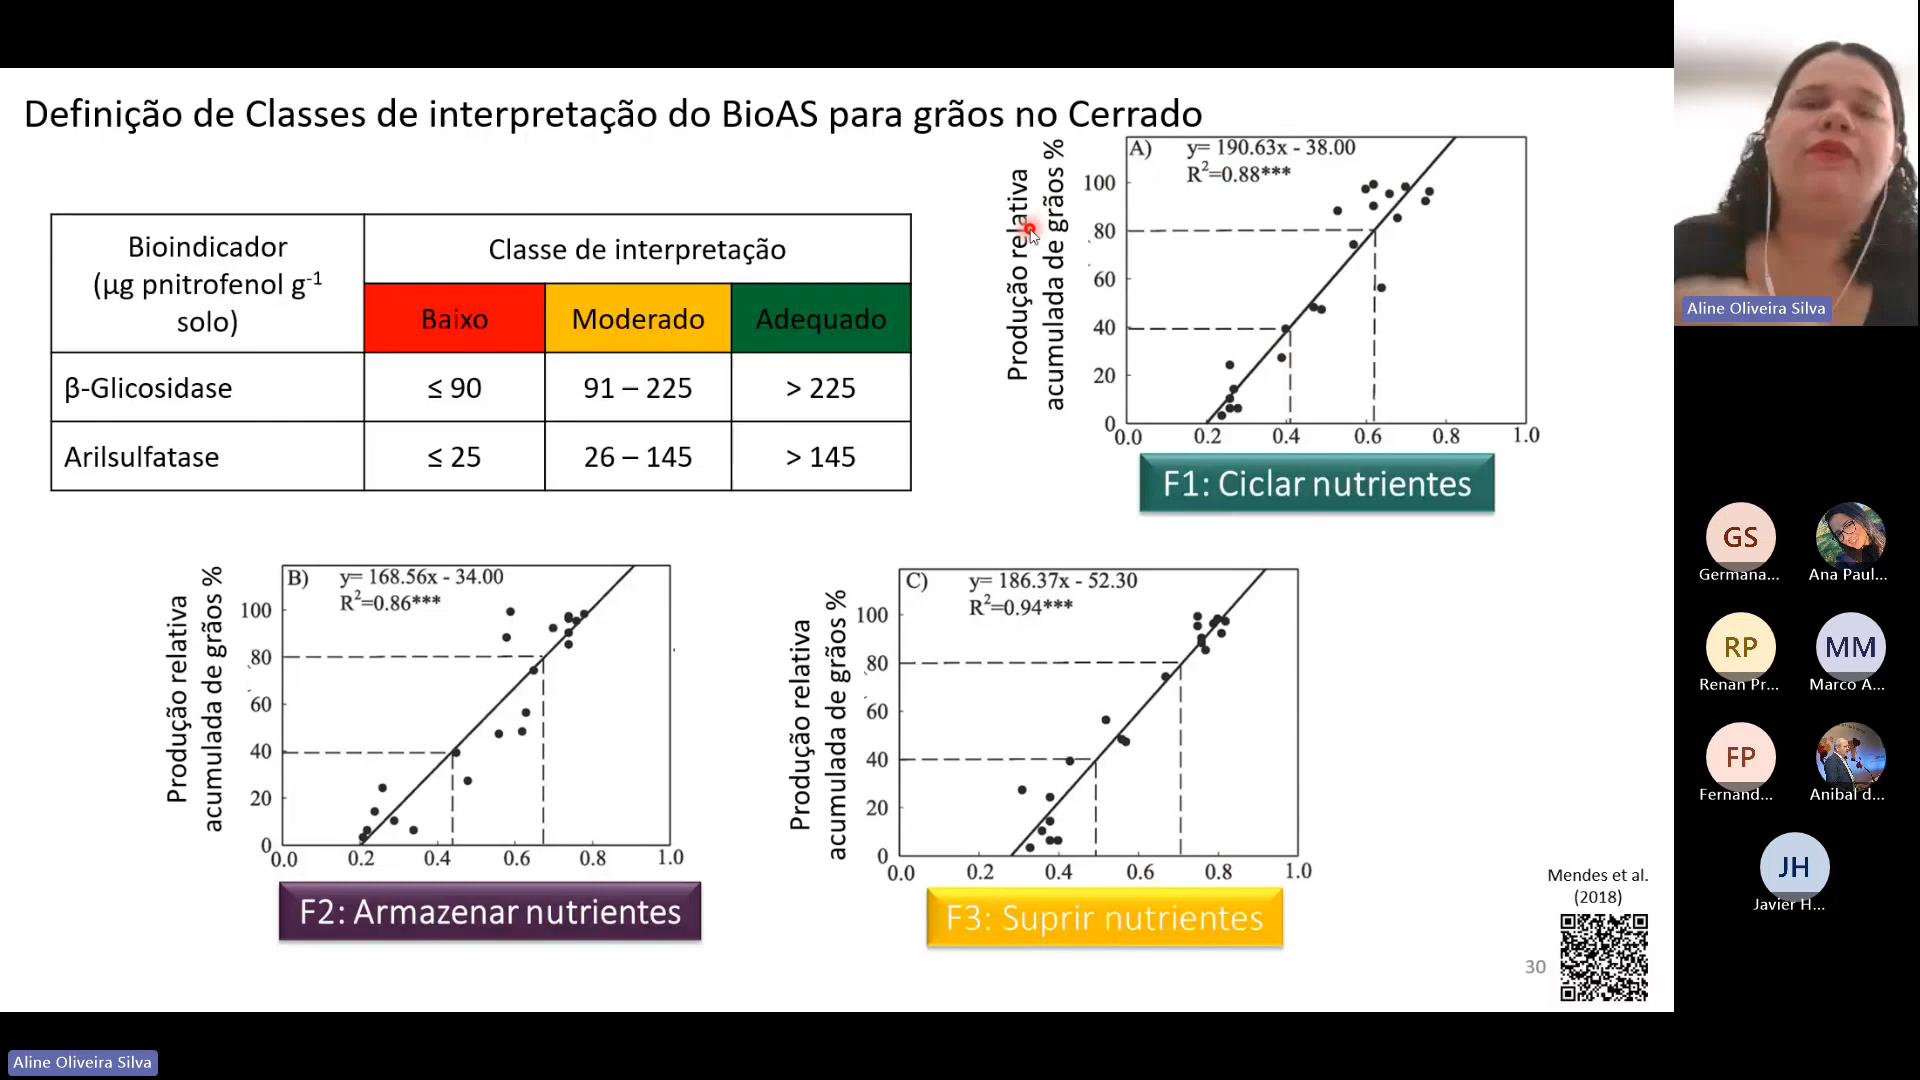 Definição de Classes de interpretação do BioAS para grãos no Cerrado
Bioindicador
(µg pnitrofenol g-1
solo)
Classe de interpretação
Baixo
Moderado
Adequado
β-Glicosidase
≤ 90
91 – 225
> 225
Arilsulfatase
≤ 25
26 – 145
> 145
Produção relativa
acumulada de grãos %
A)
y= 190.63x - 38.00
R2=0.88***
100
80
60
40
20
0
0.0
0.2
0.4
0.6
0.8
1.0
F1: Ciclar nutrientes
Produção relativa
acumulada de grãos %
B)
y= 168.56x - 34.00
R2=0.86***
100
80
60
40
20
0
0.0
0.2
0.4
0.6
0.8
1.0
F2: Armazenar nutrientes
Produção relativa
acumulada de grãos %
C)
y= 186.37x - 52.30
R2=0.94***
100
80
60
40
20
0
0.0
0.2
0.4
0.6
0.8
1.0
F3: Suprir nutrientes
Mendes et al.
(2018)
30
Aline Oliveira Silva
GS
Germana...
Ana Paul...
RP
Renan Pr...
MM
Marco A...
FP
Fernand...
Anibal d...
JH
Javier H...
Aline Oliveira Silva